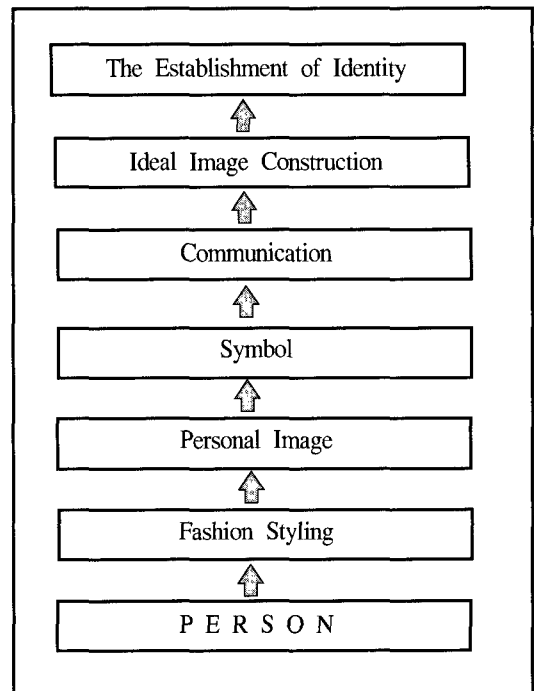 The Establishment of Identity
Ideal Image Construction
Communication
Symbol
Personal Image
Fashion Styling
P E R S O N